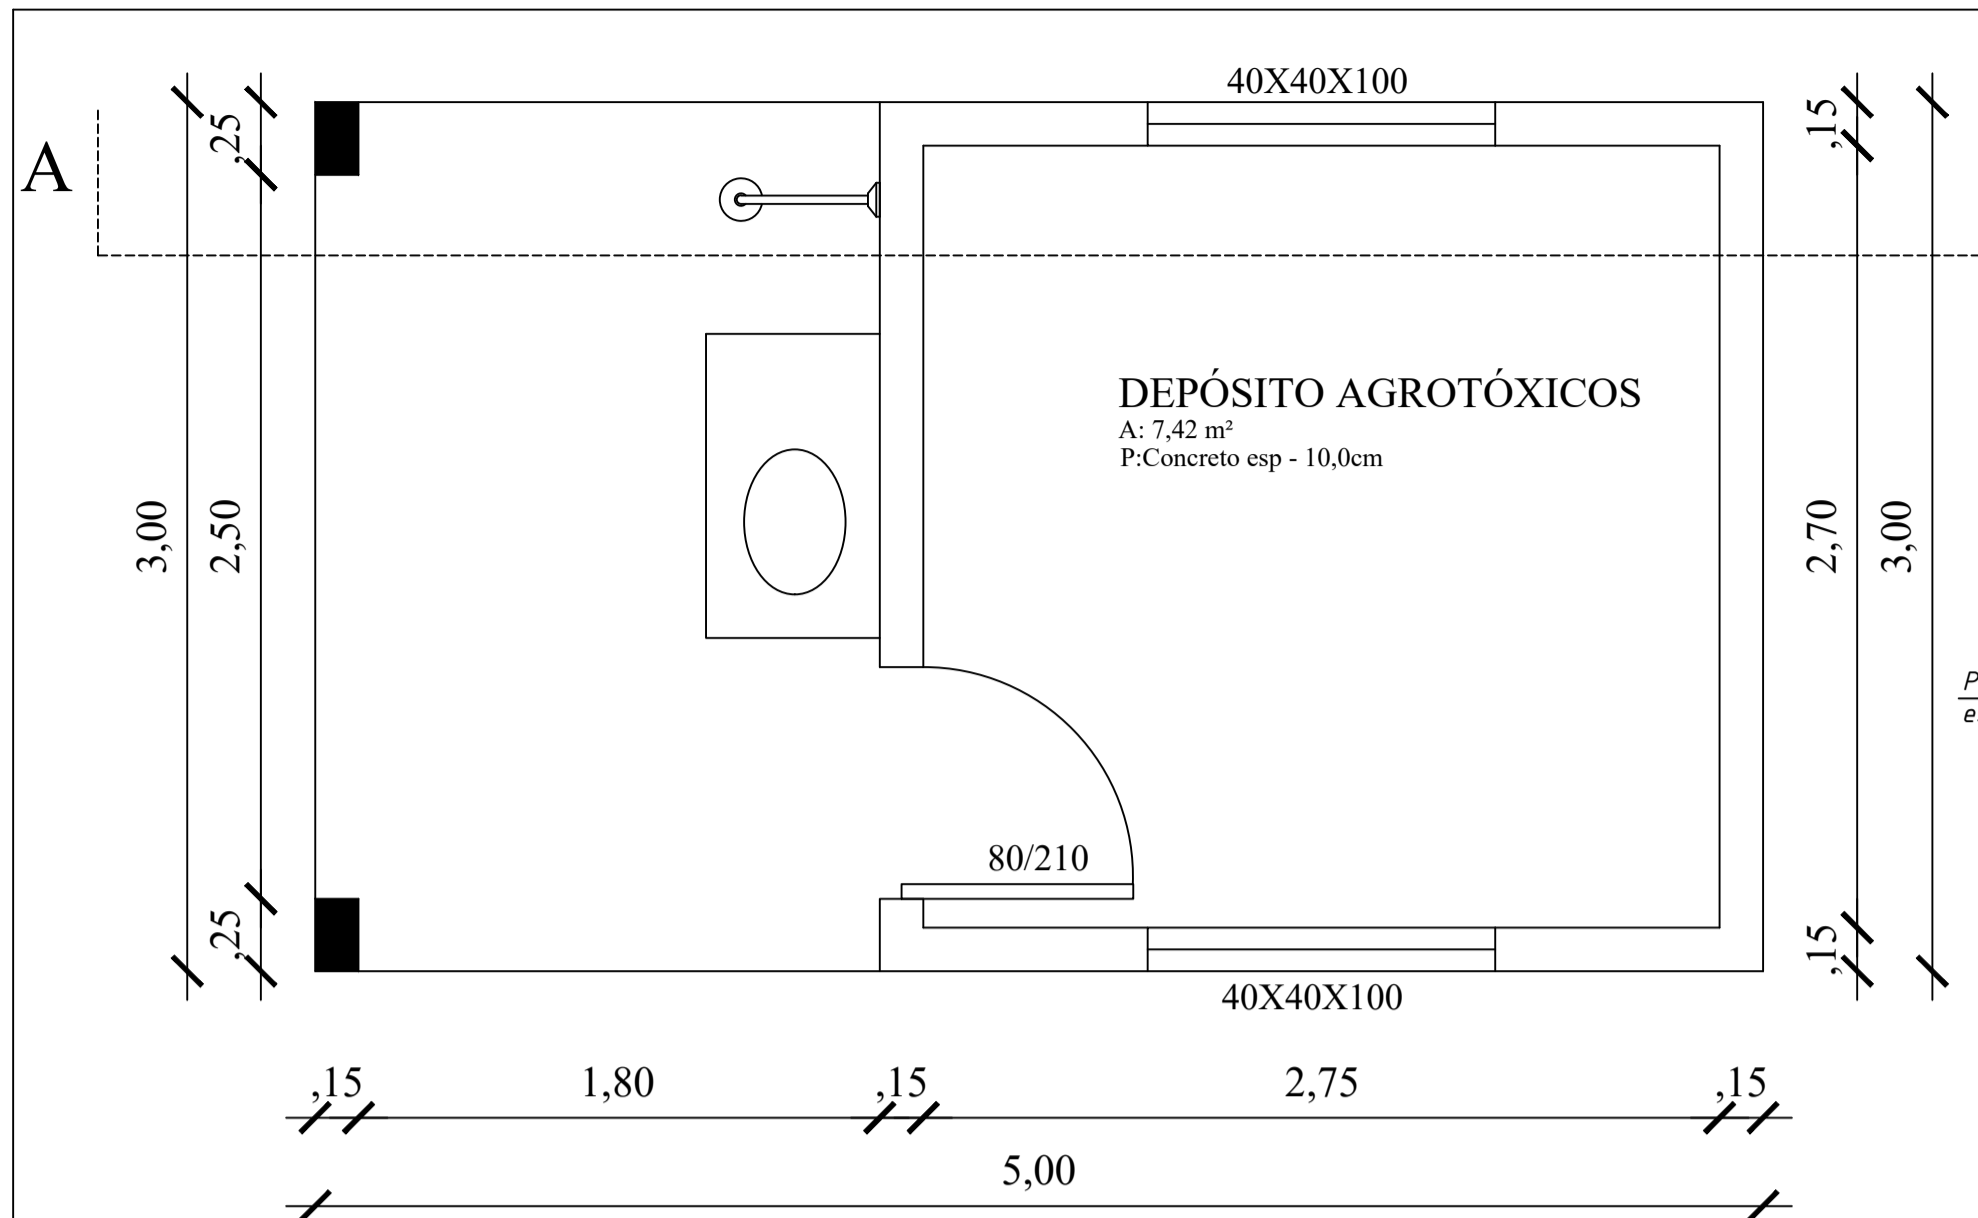 40X40X100
A
,25
,15
DEPÓSITO AGROTÓXICOS
A: 7,42 m²
P:Concreto esp - 10,0cm
3,00
2,50
2,70
3,00
80/210
,25
,15
40X40X100
,15
1,80
,15
2,75
,15
5,00